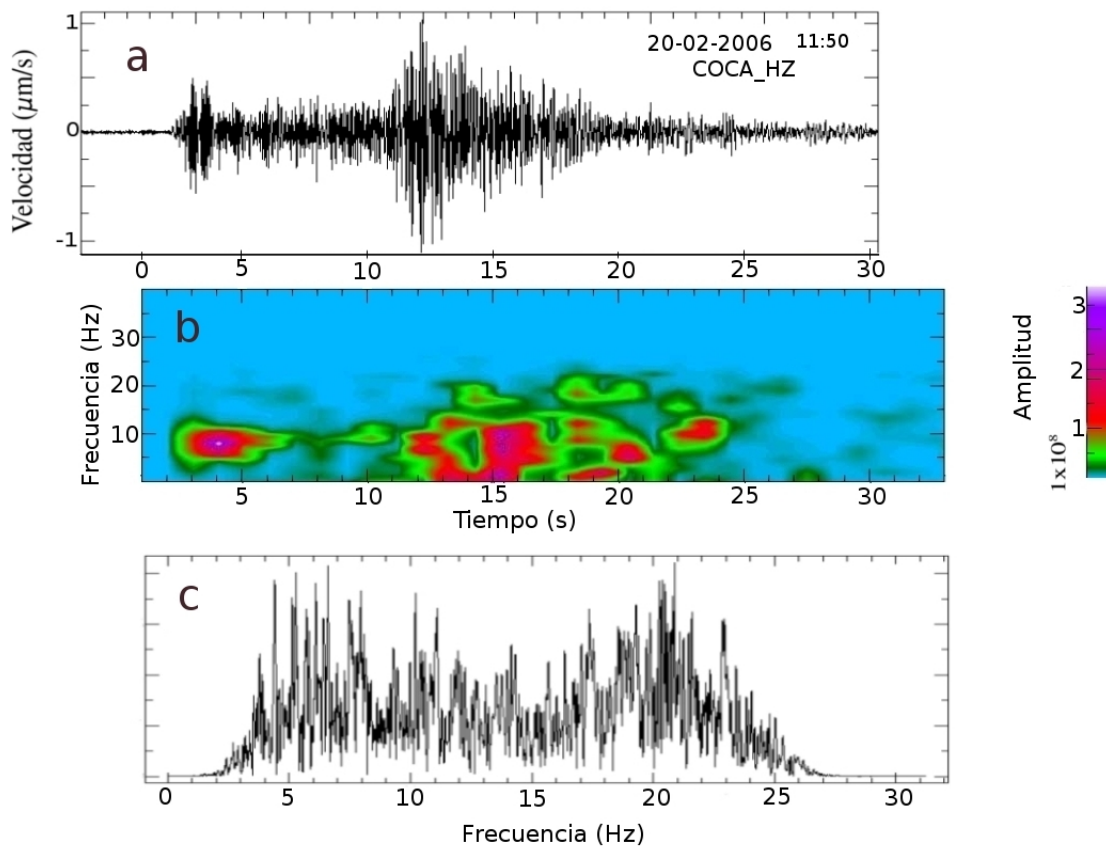 a
20-02-2006 11:50
COCA_HZ
Velocidad (µm/s)
1
0
-1
0 5 10 15 20 25 30
b
Frecuencia (Hz)
30
20
10
5 10 15 20 25 30
Tiempo (s)
Amplitud
3
2
1
1x10⁸
c
0 5 10 15 20 25 30
Frecuencia (Hz)